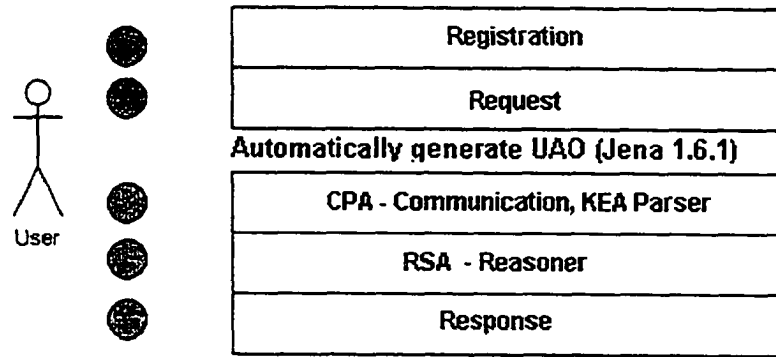 Registration
Request
Automatically generate UAO (Jena 1.6.1)
CPA - Communication, KEA Parser
User
RSA - Reasoner
Response